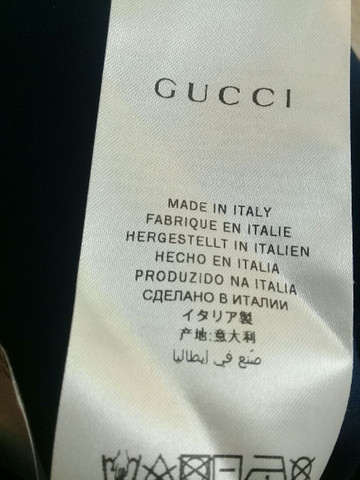 GUCCI
MADE IN ITALY
FABRIQUE EN ITALIE
HERGESTELLT IN ITALIEN
HECHO EN ITALIA
PRODUZIDO NA ITALIA
СДЕЛАНО В ИТАЛИИ
イタリア製
产地:意大利
صنع في إيطاليا